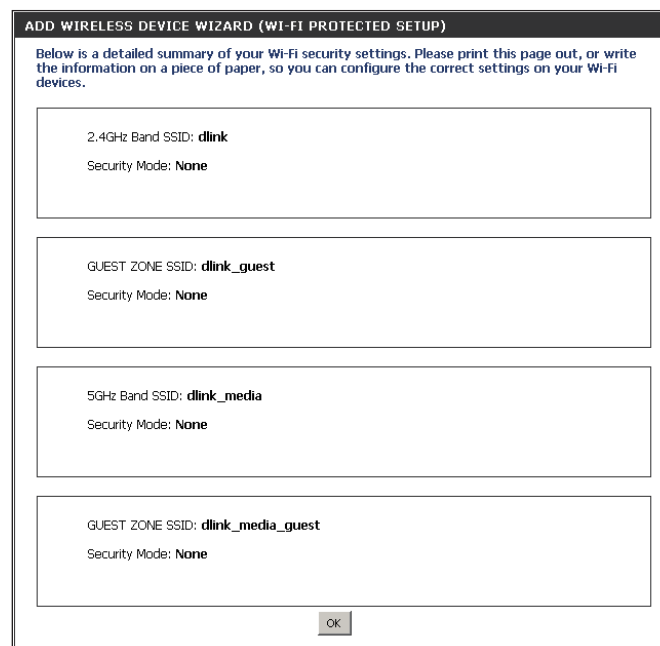 ADD WIRELESS DEVICE WIZARD (WI-FI PROTECTED SETUP)
Below is a detailed summary of your Wi-Fi security settings. Please print this page out, or write
the information on a piece of paper, so you can configure the correct settings on your Wi-Fi
devices.
2.4GHz Band SSID: dlink
Security Mode: None
GUEST ZONE SSID: dlink_guest
Security Mode: None
5GHz Band SSID: dlink_media
Security Mode: None
GUEST ZONE SSID: dlink_media_guest
Security Mode: None
OK